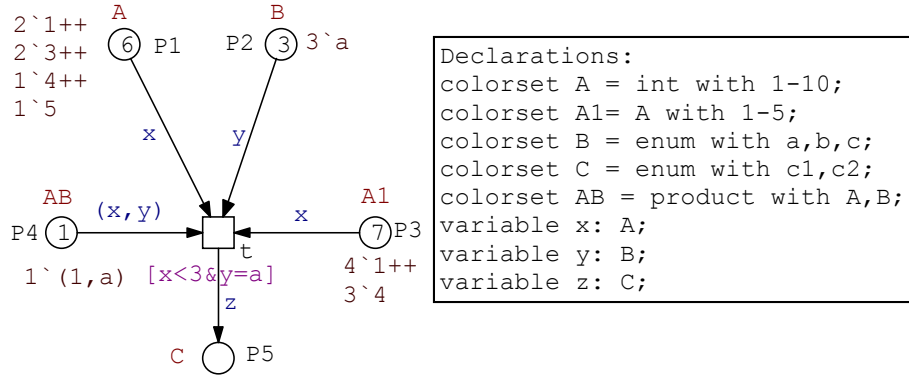 A
B
2`1++
2`3++
1`4++
1`5
6
P1
P2
3
3`a
x
y
AB
(x,y)
x
A1
P4
1
7
P3
t
1`(1,a)
[x<3&y=a]
4`1++
3`4
z
C
P5
Declarations:
colorset A = int with 1-10;
colorset A1= A with 1-5;
colorset B = enum with a,b,c;
colorset C = enum with c1,c2;
colorset AB = product with A,B;
variable x: A;
variable y: B;
variable z: C;